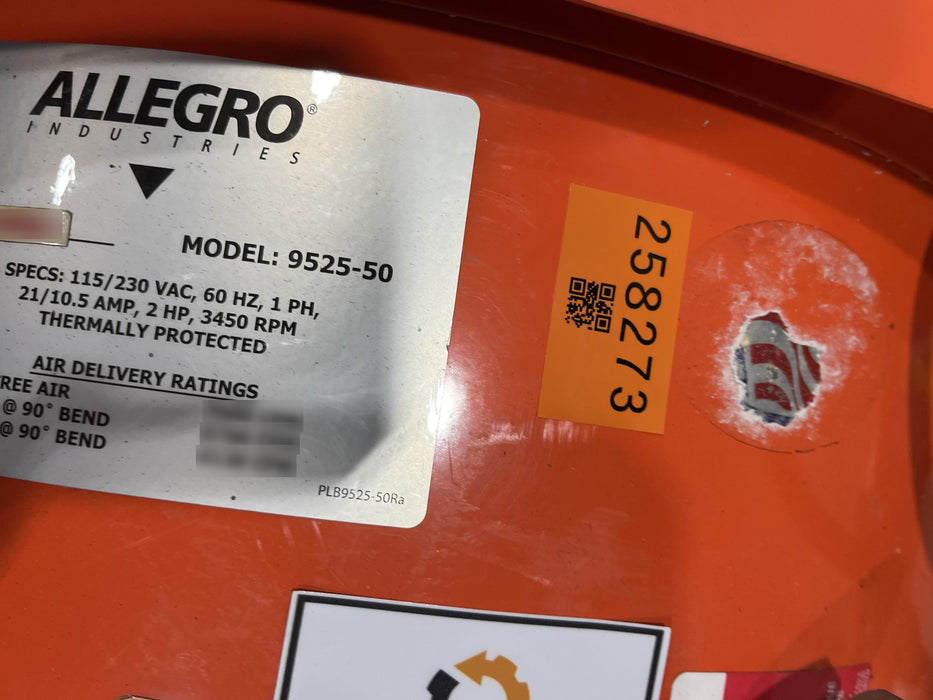 ALLEGRO®
INDUSTRIES
MODEL: 9525-50
SPECS: 115/230 VAC, 60 HZ, 1 PH,
21/10.5 AMP, 2 HP, 3450 RPM
THERMALLY PROTECTED
AIR DELIVERY RATINGS
REE AIR
@ 90° BEND
@ 90° BEND
PLB9525-50Ra
258273